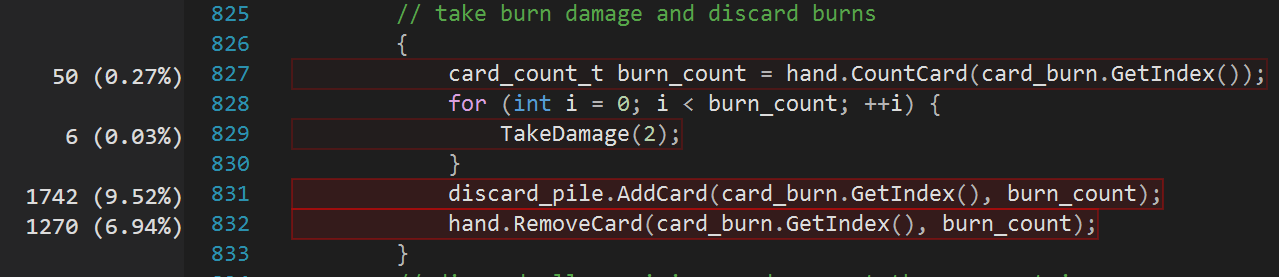 825 // take burn damage and discard burns
826 {
50 (0.27%) 827 card_count_t burn_count = hand.CountCard(card_burn.GetIndex());
828 for (int i = 0; i < burn_count; ++i) {
6 (0.03%) 829 TakeDamage(2);
830 }
1742 (9.52%) 831 discard_pile.AddCard(card_burn.GetIndex(), burn_count);
1270 (6.94%) 832 hand.RemoveCard(card_burn.GetIndex(), burn_count);
833 }